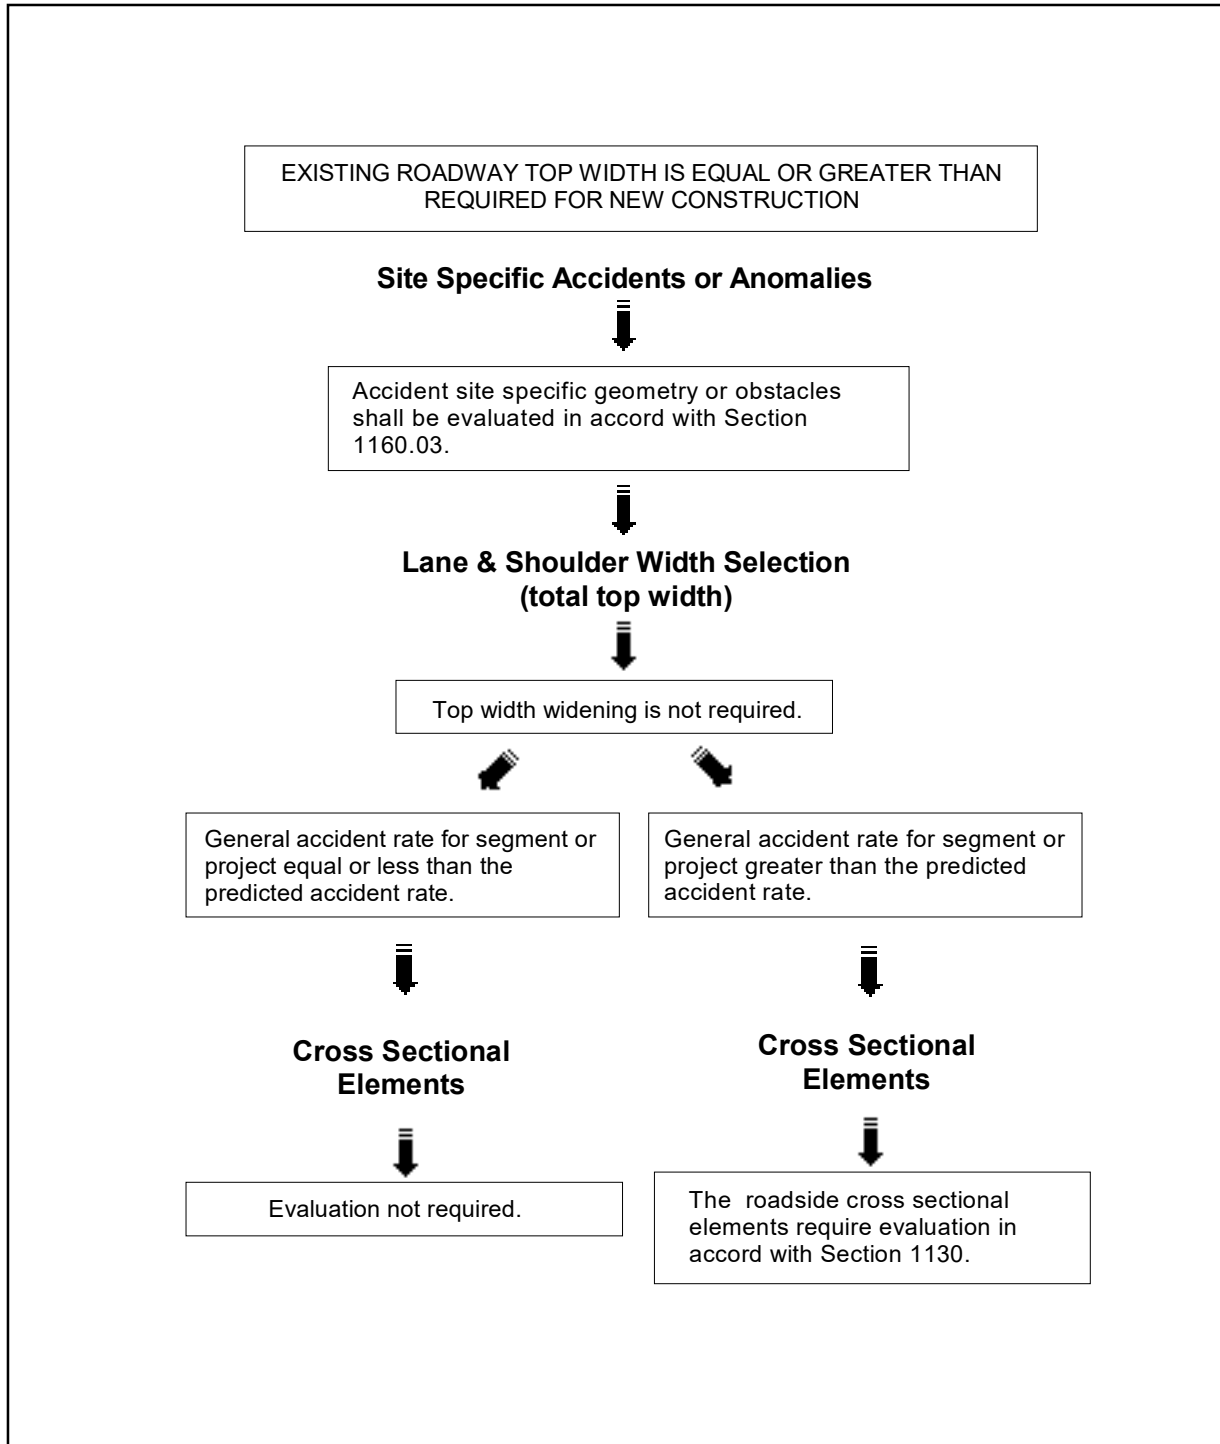 EXISTING ROADWAY TOP WIDTH IS EQUAL OR GREATER THAN
REQUIRED FOR NEW CONSTRUCTION
Site Specific Accidents or Anomalies
Accident site specific geometry or obstacles
shall be evaluated in accord with Section
1160.03.
Lane & Shoulder Width Selection
(total top width)
Top width widening is not required.
General accident rate for segment or
project equal or less than the
predicted accident rate.
General accident rate for segment or
project greater than the predicted
accident rate.
Cross Sectional
Elements
Cross Sectional
Elements
Evaluation not required.
The roadside cross sectional
elements require evaluation in
accord with Section 1130.